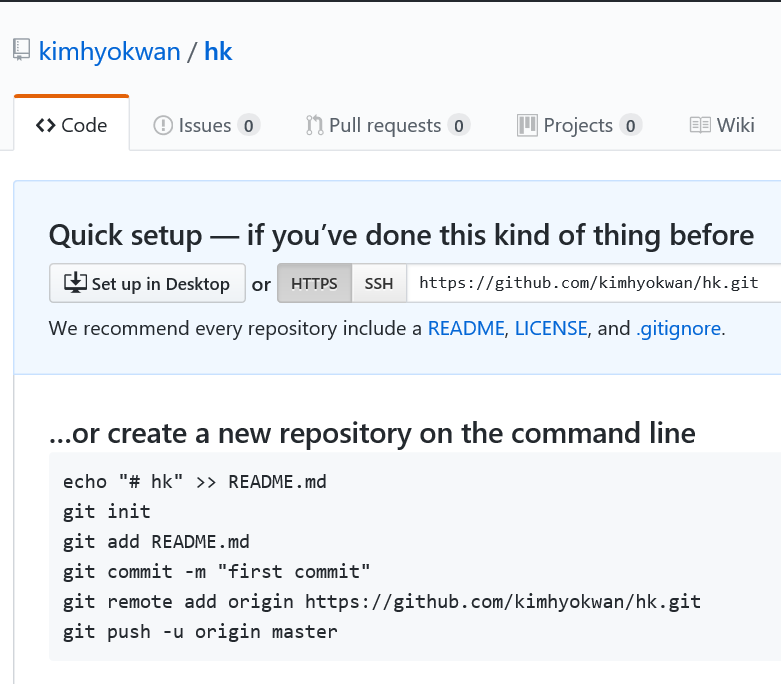 kimhyokwan / hk
Code Issues 0 Pull requests 0 Projects 0 Wiki
Quick setup — if you’ve done this kind of thing before
Set up in Desktop or HTTPS SSH https://github.com/kimhyokwan/hk.git
We recommend every repository include a README, LICENSE, and .gitignore.
…or create a new repository on the command line
echo "# hk" >> README.md
git init
git add README.md
git commit -m "first commit"
git remote add origin https://github.com/kimhyokwan/hk.git
git push -u origin master